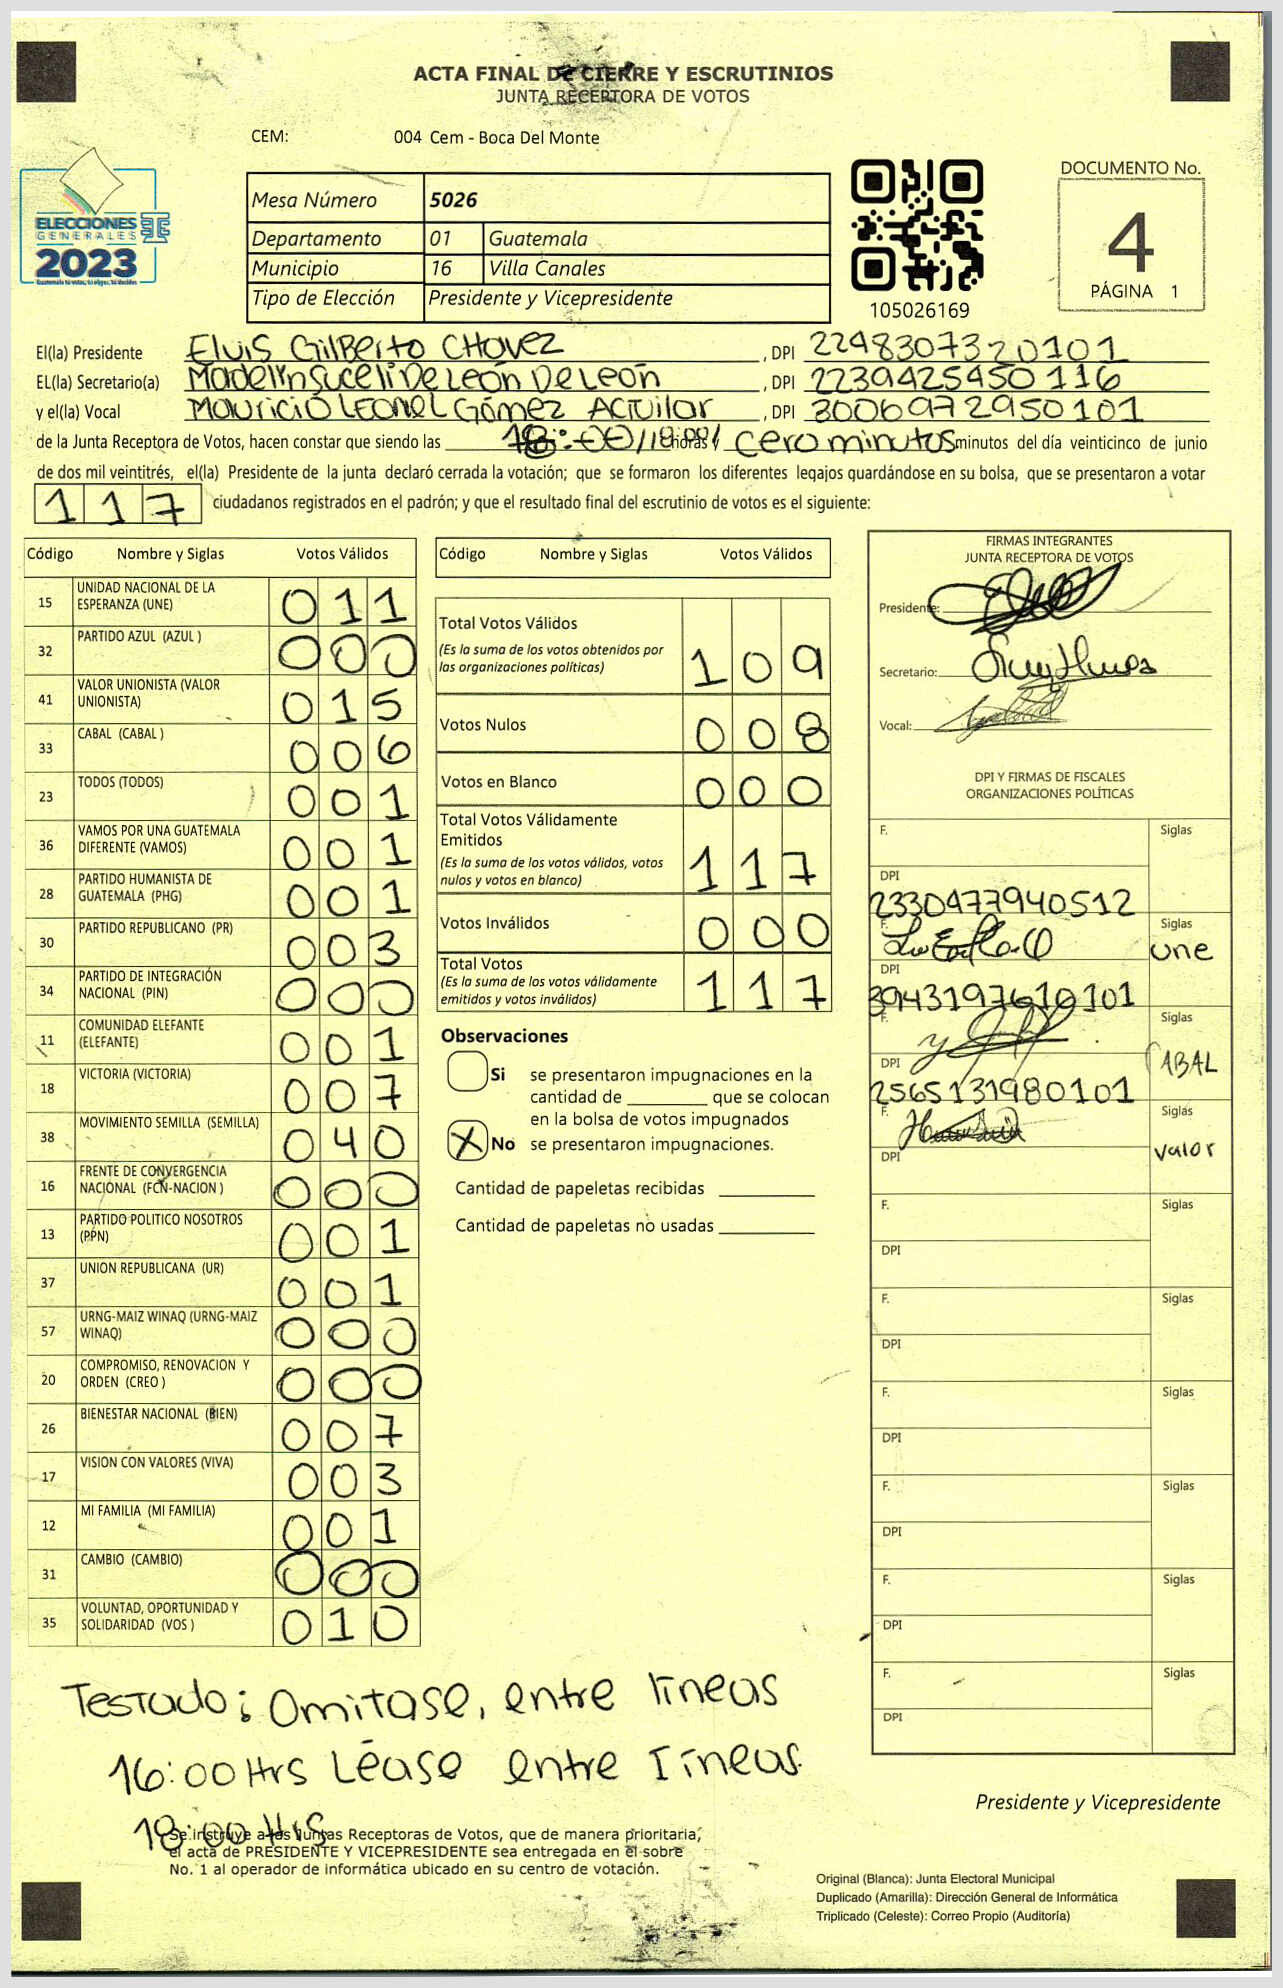 ACTA FINAL DE CIERRE Y ESCRUTINIOS
JUNTA RECEPTORA DE VOTOS
CEM: 004 Cem - Boca Del Monte
ELECCIONES
GENERALES
2023
Mesa Número 5026
Departamento 01 Guatemala
Municipio 16 Villa Canales
Tipo de Elección Presidente y Vicepresidente
105026169
DOCUMENTO No.
4
PÁGINA 1
El(la) Presidente Elvis Gilberto Chavez, DPI 2248307320101
EL(la) Secretario(a) Madelin Suceli De León De León, DPI 2239425450116
y el(la) Vocal Mauricio Leonel Gómez Aguilar, DPI 3006972950101
de la Junta Receptora de Votos, hacen constar que siendo las 18:00 horas y cero minutos minutos del día veinticinco de junio
de dos mil veintitrés, el(la) Presidente de la junta declaró cerrada la votación; que se formaron los diferentes legajos guardándose en su bolsa, que se presentaron a votar
117 ciudadanos registrados en el padrón; y que el resultado final del escrutinio de votos es el siguiente:
Código Nombre y Siglas Votos Válidos
15 UNIDAD NACIONAL DE LA ESPERANZA (UNE) 011
32 PARTIDO AZUL (AZUL ) 000
41 VALOR UNIONISTA (VALOR UNIONISTA) 015
33 CABAL (CABAL ) 006
23 TODOS (TODOS) 001
36 VAMOS POR UNA GUATEMALA DIFERENTE (VAMOS) 001
28 PARTIDO HUMANISTA DE GUATEMALA (PHG) 001
30 PARTIDO REPUBLICANO (PR) 003
34 PARTIDO DE INTEGRACIÓN NACIONAL (PIN) 000
11 COMUNIDAD ELEFANTE (ELEFANTE) 001
18 VICTORIA (VICTORIA) 007
38 MOVIMIENTO SEMILLA (SEMILLA) 040
16 FRENTE DE CONVERGENCIA NACIONAL (FCN-NACION ) 000
13 PARTIDO POLITICO NOSOTROS (PPN) 001
37 UNION REPUBLICANA (UR) 001
57 URNG-MAIZ WINAQ (URNG-MAIZ WINAQ) 000
20 COMPROMISO, RENOVACION Y ORDEN (CREO ) 000
26 BIENESTAR NACIONAL (BIEN) 007
17 VISION CON VALORES (VIVA) 003
12 MI FAMILIA (MI FAMILIA) 001
31 CAMBIO (CAMBIO) 000
35 VOLUNTAD, OPORTUNIDAD Y SOLIDARIDAD (VOS ) 010
Código Nombre y Siglas Votos Válidos
Total Votos Válidos 109
(Es la suma de los votos obtenidos por
las organizaciones políticas)
Votos Nulos 008
Votos en Blanco 000
Total Votos Válidamente
Emitidos 117
(Es la suma de los votos válidos, votos
nulos y votos en blanco)
Votos Inválidos 000
Total Votos 117
(Es la suma de los votos válidamente
emitidos y votos inválidos)
Observaciones
Si se presentaron impugnaciones en la
cantidad de ________ que se colocan
en la bolsa de votos impugnados
X No se presentaron impugnaciones.
Cantidad de papeletas recibidas
Cantidad de papeletas no usadas
FIRMAS INTEGRANTES
JUNTA RECEPTORA DE VOTOS
Presidente:
Secretario:
Vocal:
DPI Y FIRMAS DE FISCALES
ORGANIZACIONES POLÍTICAS
F. Siglas
DPI
2330477940512
F. Siglas
une
DPI
3943197610101
F. Siglas
CABAL
DPI
2565131980101
F. Siglas
valor
DPI
F. Siglas
DPI
F. Siglas
DPI
F. Siglas
DPI
F. Siglas
DPI
F. Siglas
DPI
F. Siglas
DPI
Testado: Omitase, entre líneas
16:00 Hrs Léase entre líneas
18:00 Hrs
Se instruye a las Juntas Receptoras de Votos, que de manera prioritaria,
el acta de PRESIDENTE Y VICEPRESIDENTE sea entregada en el sobre
No. 1 al operador de informática ubicado en su centro de votación.
Presidente y Vicepresidente
Original (Blanca): Junta Electoral Municipal
Duplicado (Amarilla): Dirección General de Informática
Triplicado (Celeste): Correo Propio (Auditoría)